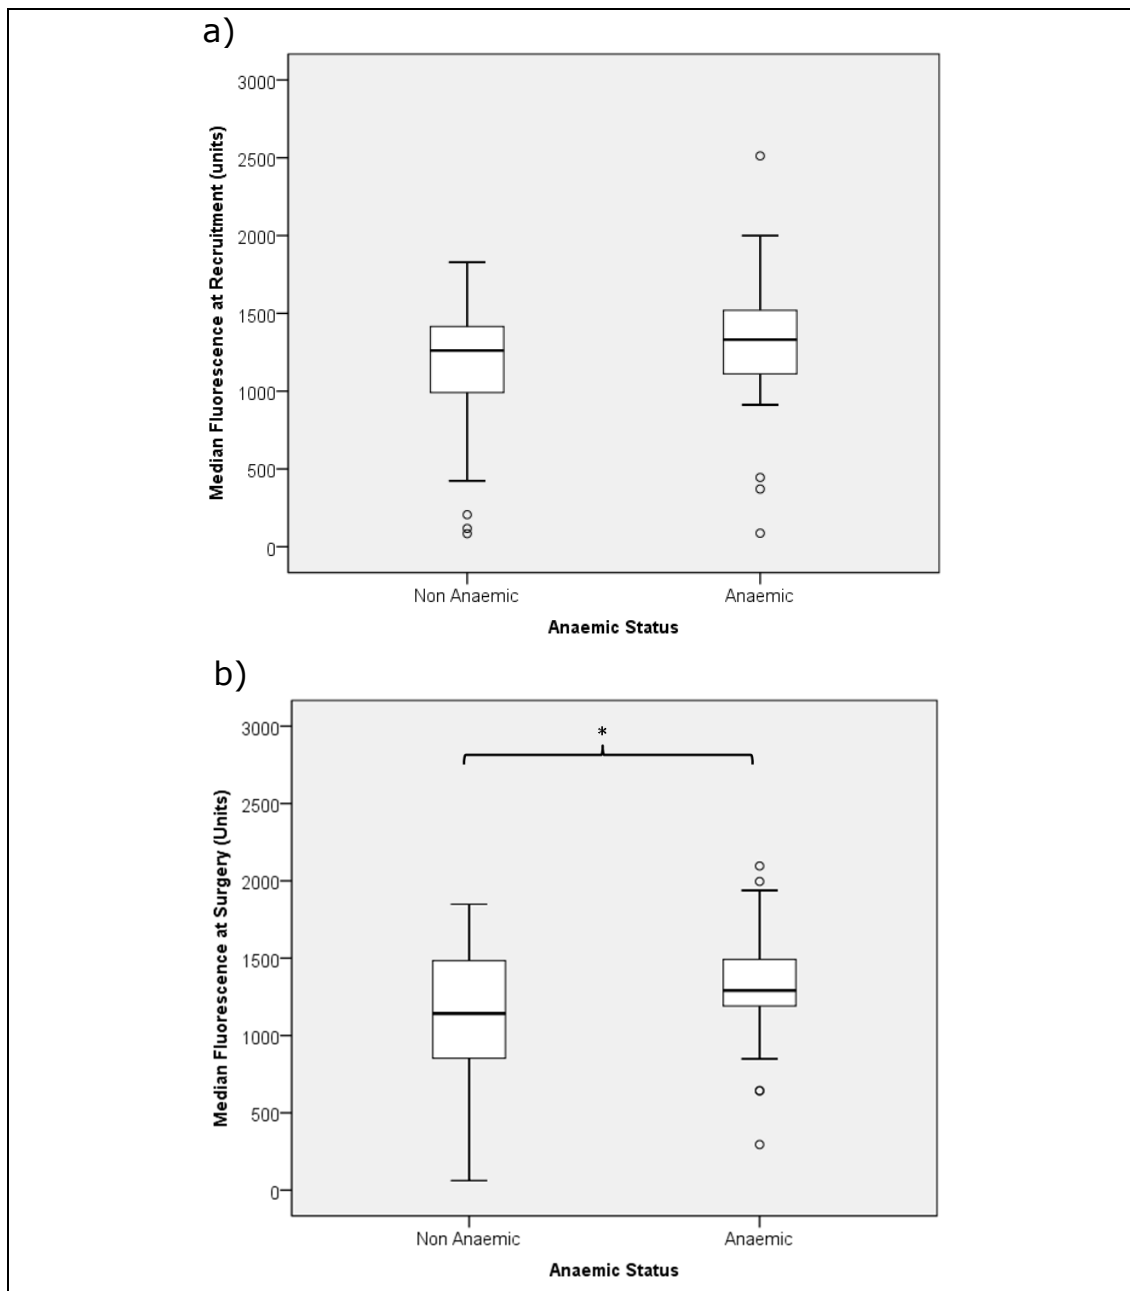 a)
Median Fluorescence at Recruitment (units)
3000
2500
2000
1500
1000
500
0
Non Anaemic Anaemic
Anaemic Status
b)
Median Fluorescence at Surgery (Units)
3000
2500
2000
1500
1000
500
0
*
Non Anaemic Anaemic
Anaemic Status